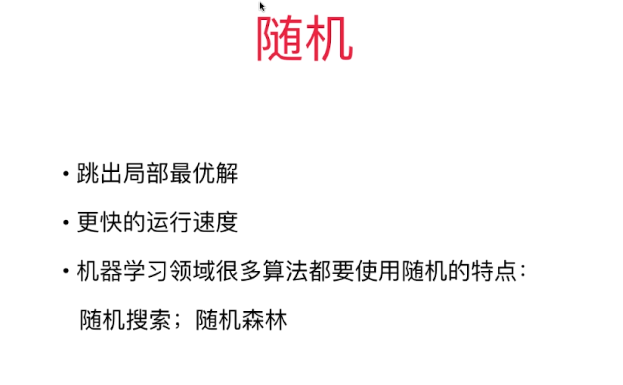 随机
• 跳出局部最优解
• 更快的运行速度
• 机器学习领域很多算法都要使用随机的特点：
随机搜索；随机森林